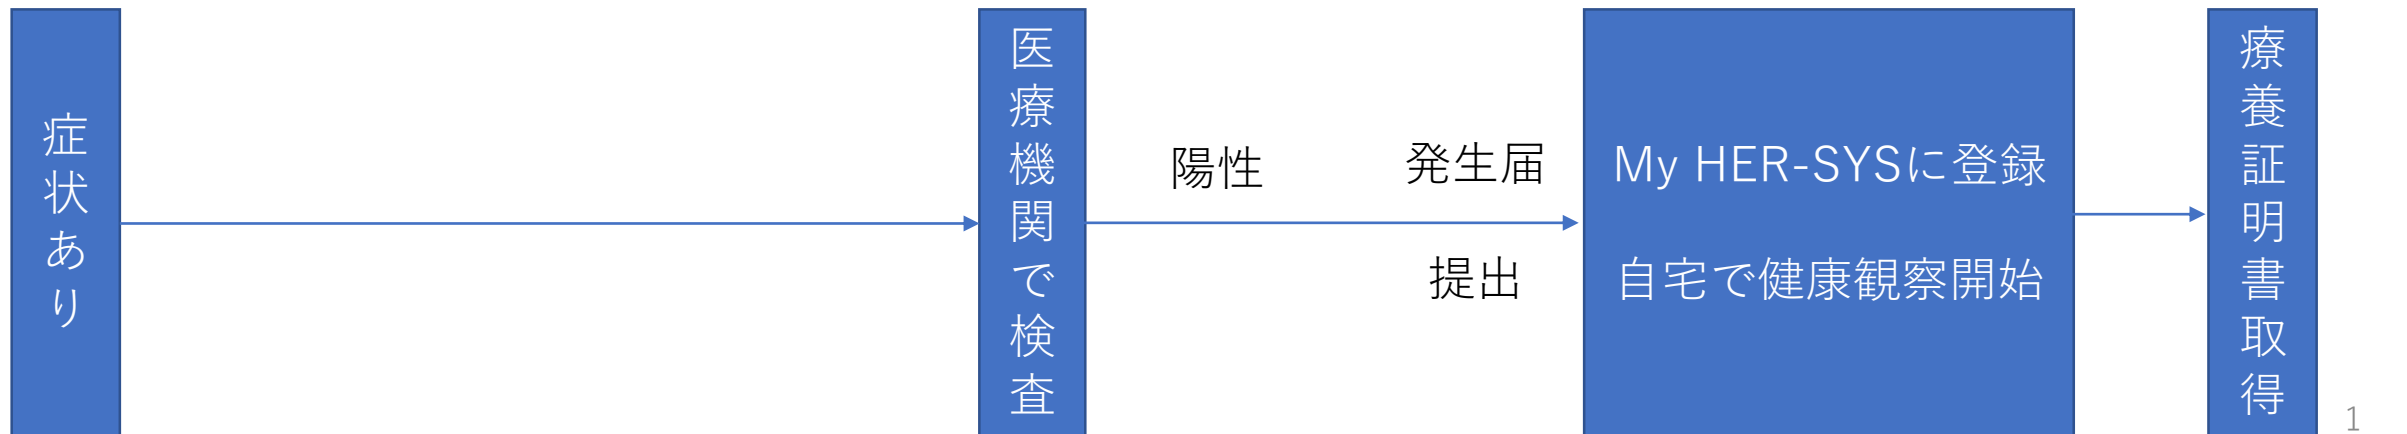 症状あり
医療機関で検査
陽性
発生届
提出
My HER-SYSに登録
自宅で健康観察開始
療養証明書取得
1